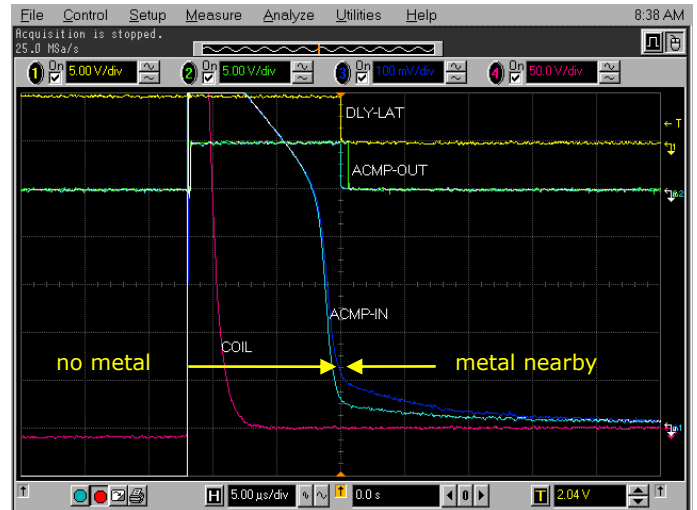 File Control Setup Measure Analyze Utilities Help 8:38 AM
Acquisition is stopped.
25.0 MSa/s
1 On 5.00 V/div 2 On 5.00 V/div 3 On 100 mV/div 4 On 50.0 V/div
DLY-LAT
T
ACMP-OUT
ACMP-IN
COIL
no metal metal nearby
H 5.00 µs/div T 0.0 s 0 T 2.04 V